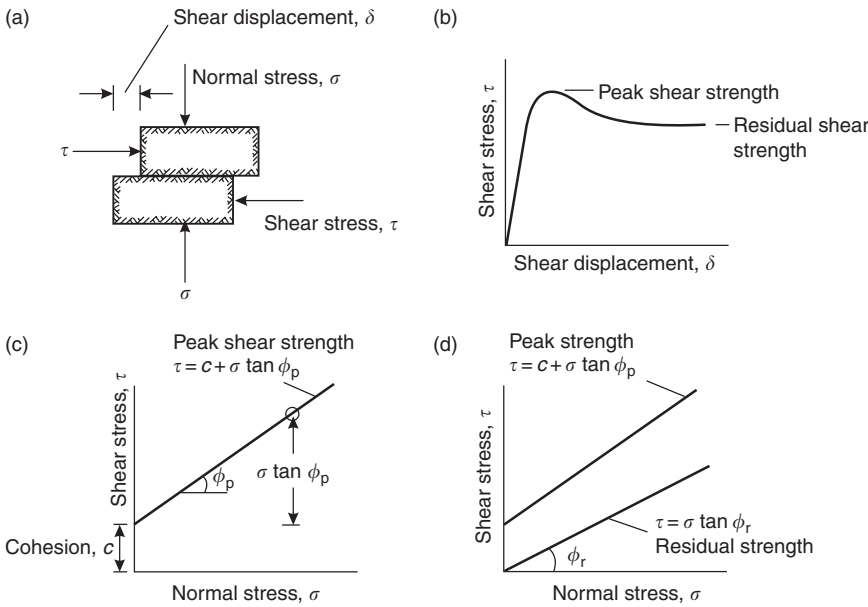 (a)
Shear displacement, δ
Normal stress, σ
τ
Shear stress, τ
σ
(b)
Shear stress, τ
Peak shear strength
Residual shear
strength
Shear displacement, δ
(c)
Peak shear strength
τ = c + σ tan ϕp
Shear stress, τ
ϕp
σ tan ϕp
Cohesion, c
Normal stress, σ
(d)
Peak strength
τ = c + σ tan ϕp
Shear stress, τ
τ = σ tan ϕr
Residual strength
ϕr
Normal stress, σ